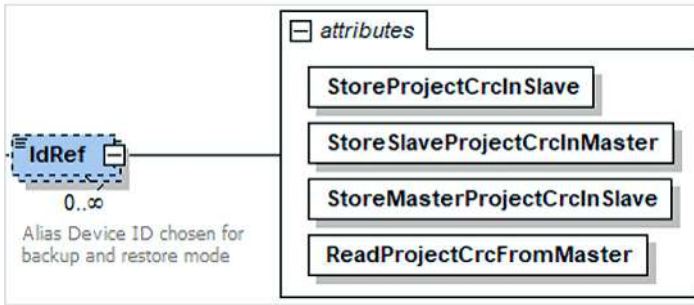 attributes
StoreProjectCrcInSlave
StoreSlaveProjectCrcInMaster
StoreMasterProjectCrcInSlave
ReadProjectCrcFromMaster
IdRef
0..∞
Alias Device ID chosen for
backup and restore mode